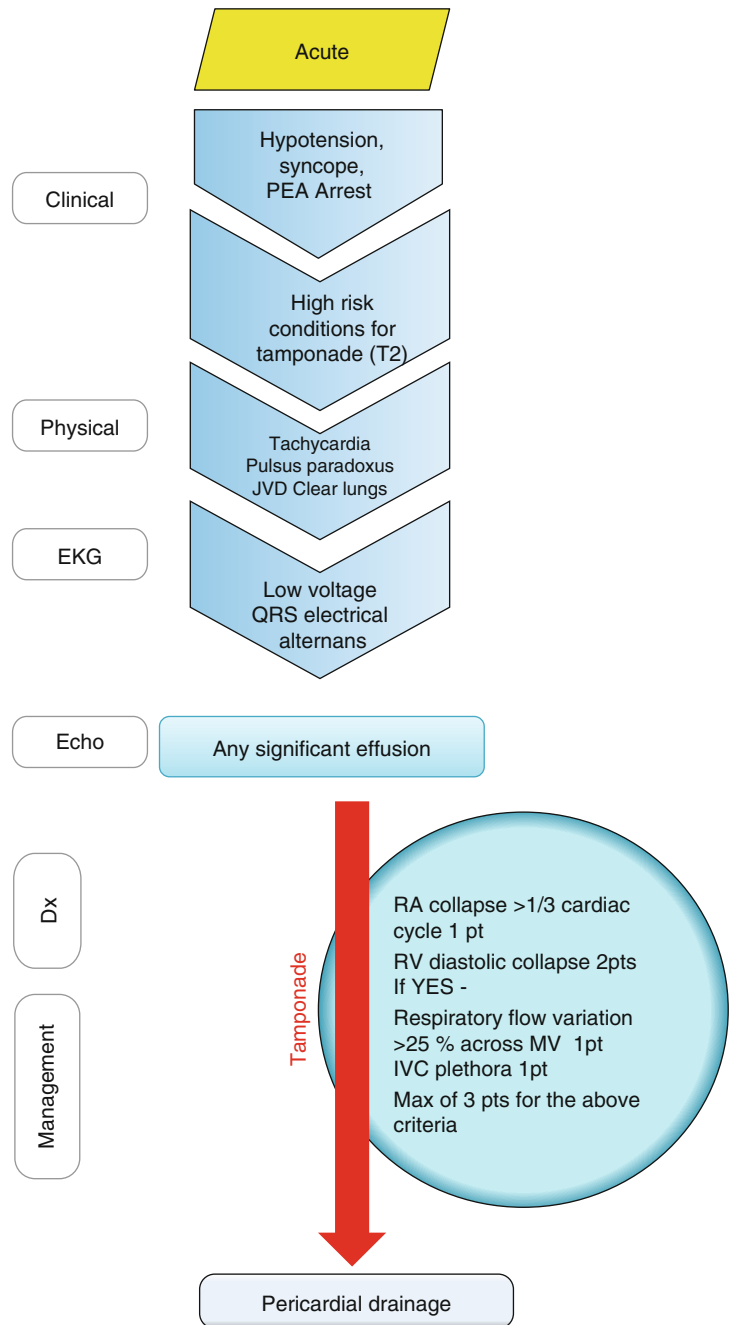 Acute
Clinical
Hypotension,
syncope,
PEA Arrest
High risk
conditions for
tamponade (T2)
Physical
Tachycardia
Pulsus paradoxus
JVD Clear lungs
EKG
Low voltage
QRS electrical
alternans
Echo
Any significant effusion
Dx
Management
Tamponade
RA collapse >1/3 cardiac
cycle 1 pt
RV diastolic collapse 2pts
If YES -
Respiratory flow variation
>25 % across MV 1pt
IVC plethora 1pt
Max of 3 pts for the above
criteria
Pericardial drainage